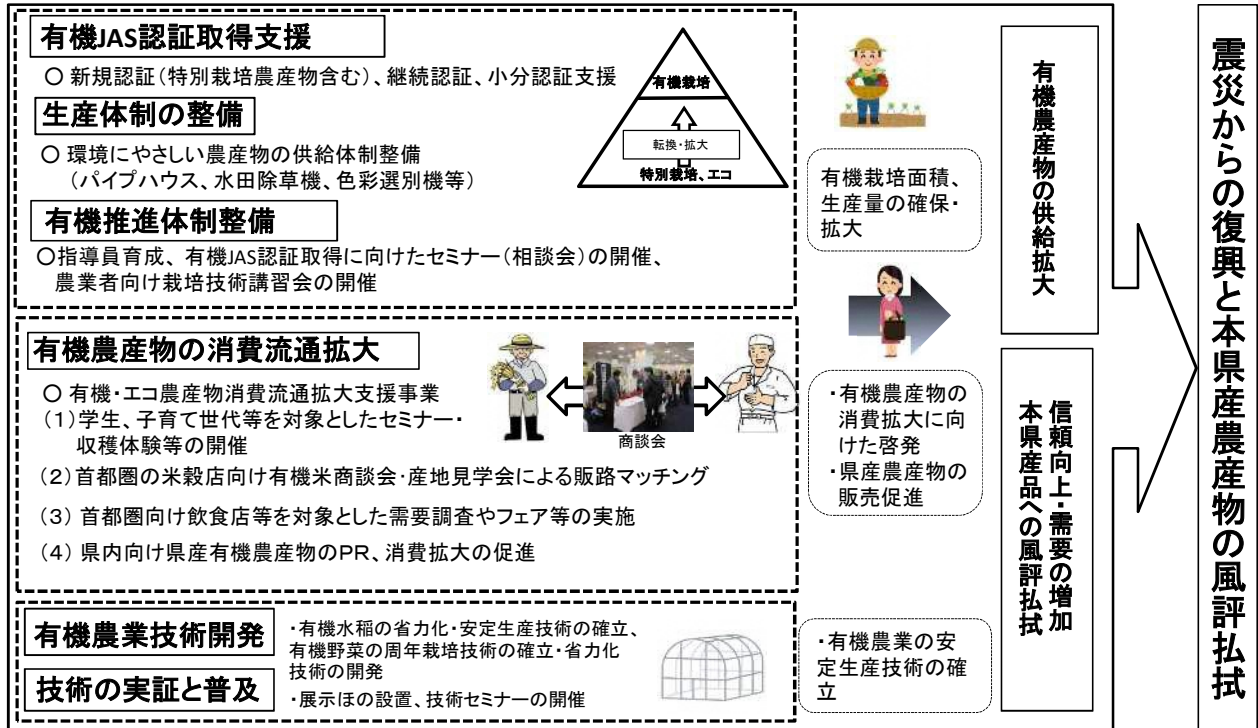 有機JAS認証取得支援
〇 新規認証(特別栽培農産物含む)、継続認証、小分認証支援
生産体制の整備
〇 環境にやさしい農産物の供給体制整備
(パイプハウス、水田除草機、色彩選別機等)
有機推進体制整備
〇指導員育成、有機JAS認証取得に向けたセミナー(相談会)の開催、
農業者向け栽培技術講習会の開催
有機栽培
転換・拡大
特別栽培、エコ
有機農産物の消費流通拡大
〇 有機・エコ農産物消費流通拡大支援事業
(1)学生、子育て世代等を対象としたセミナー・
収穫体験等の開催
(2)首都圏の米穀店向け有機米商談会・産地見学会による販路マッチング
(3) 首都圏向け飲食店等を対象とした需要調査やフェア等の実施
(4) 県内向け県産有機農産物のPR、消費拡大の促進
商談会
有機農業技術開発
技術の実証と普及
・有機水稲の省力化・安定生産技術の確立、
有機野菜の周年栽培技術の確立・省力化
技術の開発
・展示ほの設置、技術セミナーの開催
有機栽培面積、
生産量の確保・
拡大
・有機農産物の
消費拡大に向
けた啓発
・県産農産物の
販売促進
・有機農業の安
定生産技術の確
立
有機農産物の供給拡大
信頼向上・需要の増加
本県産品への風評払拭
震災からの復興と本県産農産物の風評払拭